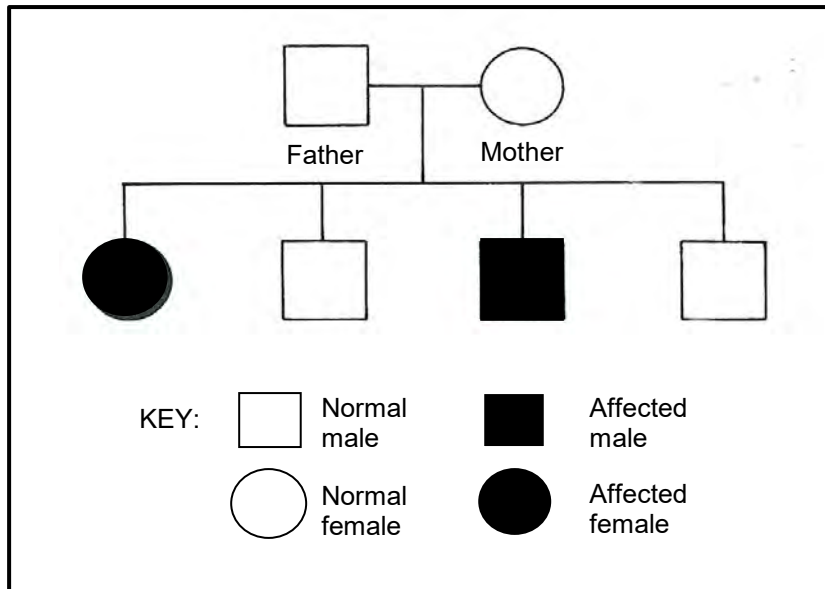 Father
Mother
KEY:
Normal
male
Affected
male
Normal
female
Affected
female